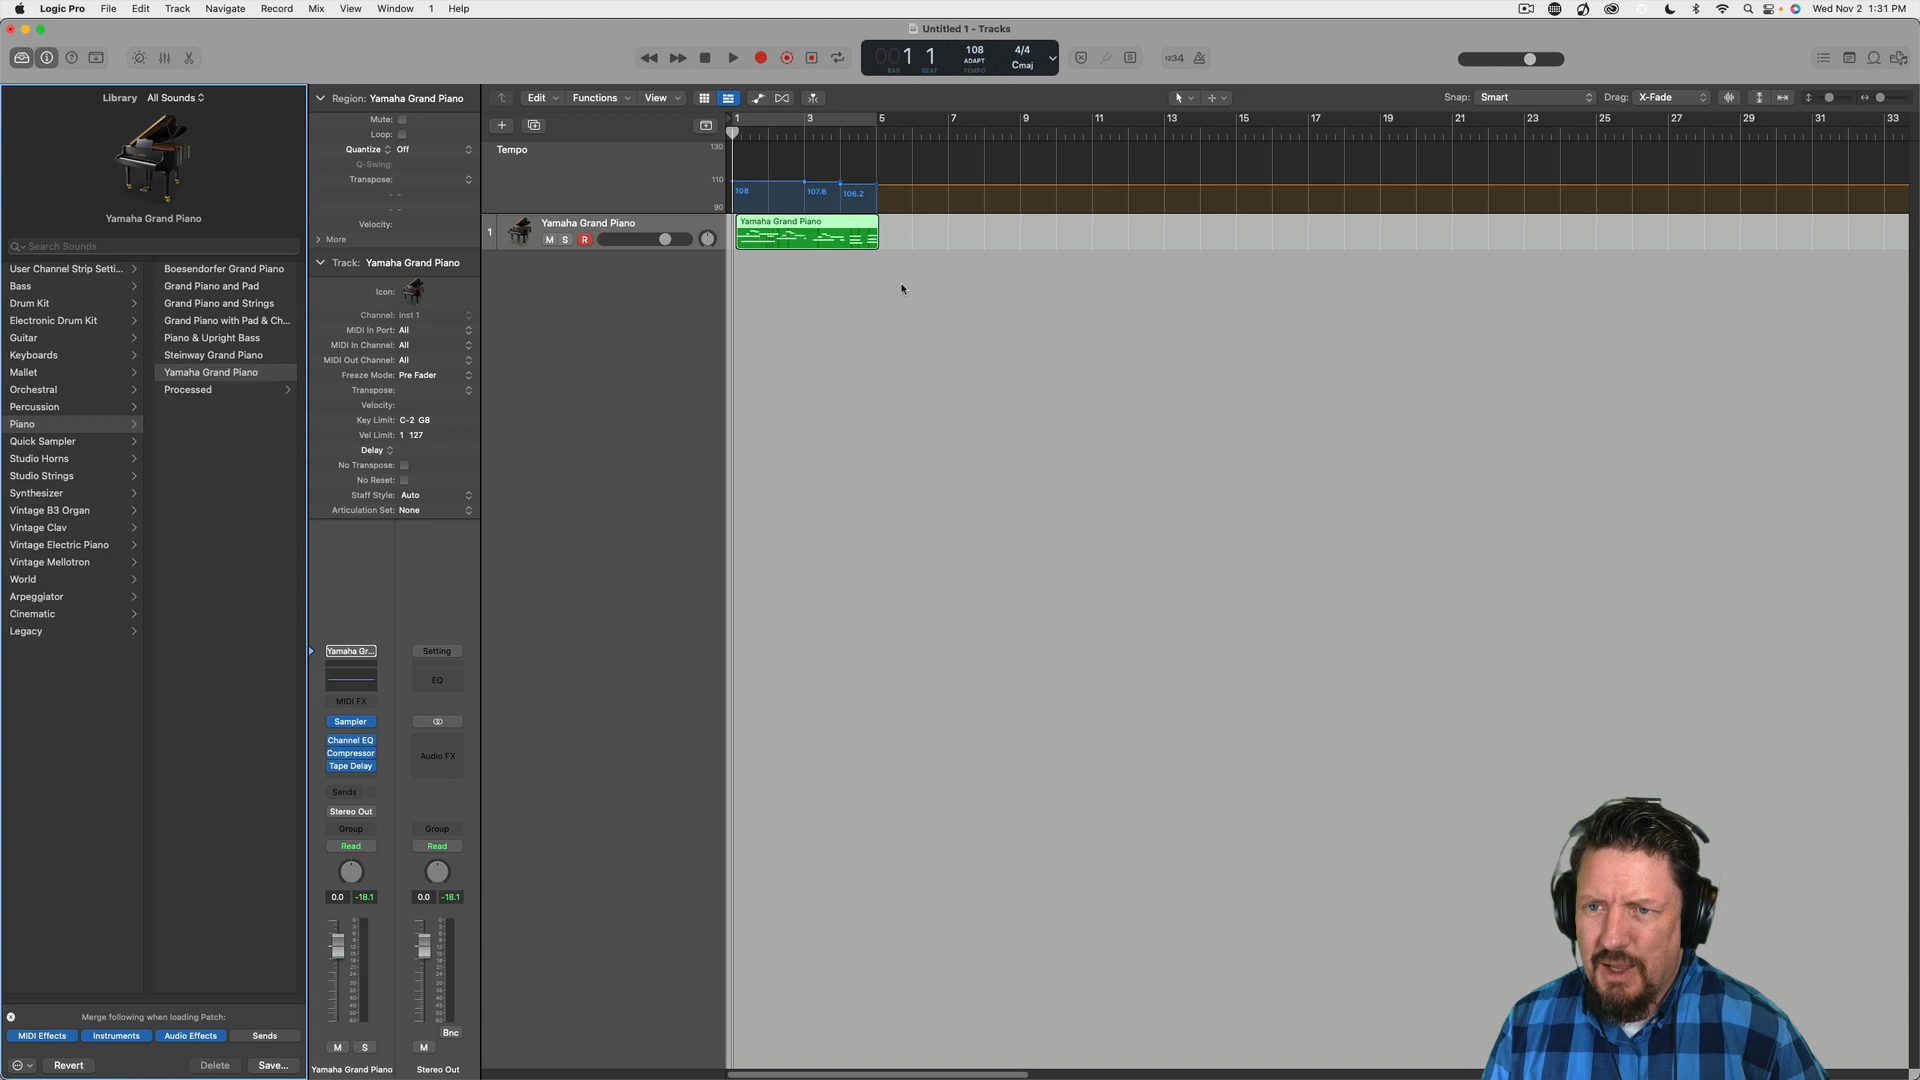 Logic Pro File Edit Track Navigate Record Mix View Window 1 Help
Wed Nov 2 1:31 PM
Untitled 1 - Tracks
001 1
BAR BEAT
108
ADAPT
TEMPO
4/4
Cmaj
1234
Library All Sounds
Yamaha Grand Piano
Search Sounds
User Channel Strip Setti...
Bass
Drum Kit
Electronic Drum Kit
Guitar
Keyboards
Mallet
Orchestral
Percussion
Piano
Quick Sampler
Studio Horns
Studio Strings
Synthesizer
Vintage B3 Organ
Vintage Clav
Vintage Electric Piano
Vintage Mellotron
World
Arpeggiator
Cinematic
Legacy
Boesendorfer Grand Piano
Grand Piano and Pad
Grand Piano and Strings
Grand Piano with Pad & Ch...
Piano & Upright Bass
Steinway Grand Piano
Yamaha Grand Piano
Processed
Merge following when loading Patch:
MIDI Effects Instruments Audio Effects Sends
Revert Delete Save...
Region: Yamaha Grand Piano
Mute:
Loop:
Quantize Off
Q-Swing:
Transpose:
- -
- -
Velocity:
More
Track: Yamaha Grand Piano
Icon:
Channel: Inst 1
MIDI In Port: All
MIDI In Channel: All
MIDI Out Channel: All
Freeze Mode: Pre Fader
Transpose:
Velocity:
Key Limit: C-2 G8
Vel Limit: 1 127
Delay
No Transpose:
No Reset:
Staff Style: Auto
Articulation Set: None
Yamaha Gr... Setting
EQ
MIDI FX
Sampler
Channel EQ
Compressor Audio FX
Tape Delay
Sends
Stereo Out
Group Group
Read Read
0.0 -18.1 0.0 -18.1
Bnc
M S M
Yamaha Grand Piano Stereo Out
Edit Functions View
Snap: Smart Drag: X-Fade
1 3 5 7 9 11 13 15 17 19 21 23 25 27 29 31 33
Tempo
130
110
90
108 107.6 106.2
1 Yamaha Grand Piano
M S R
Yamaha Grand Piano